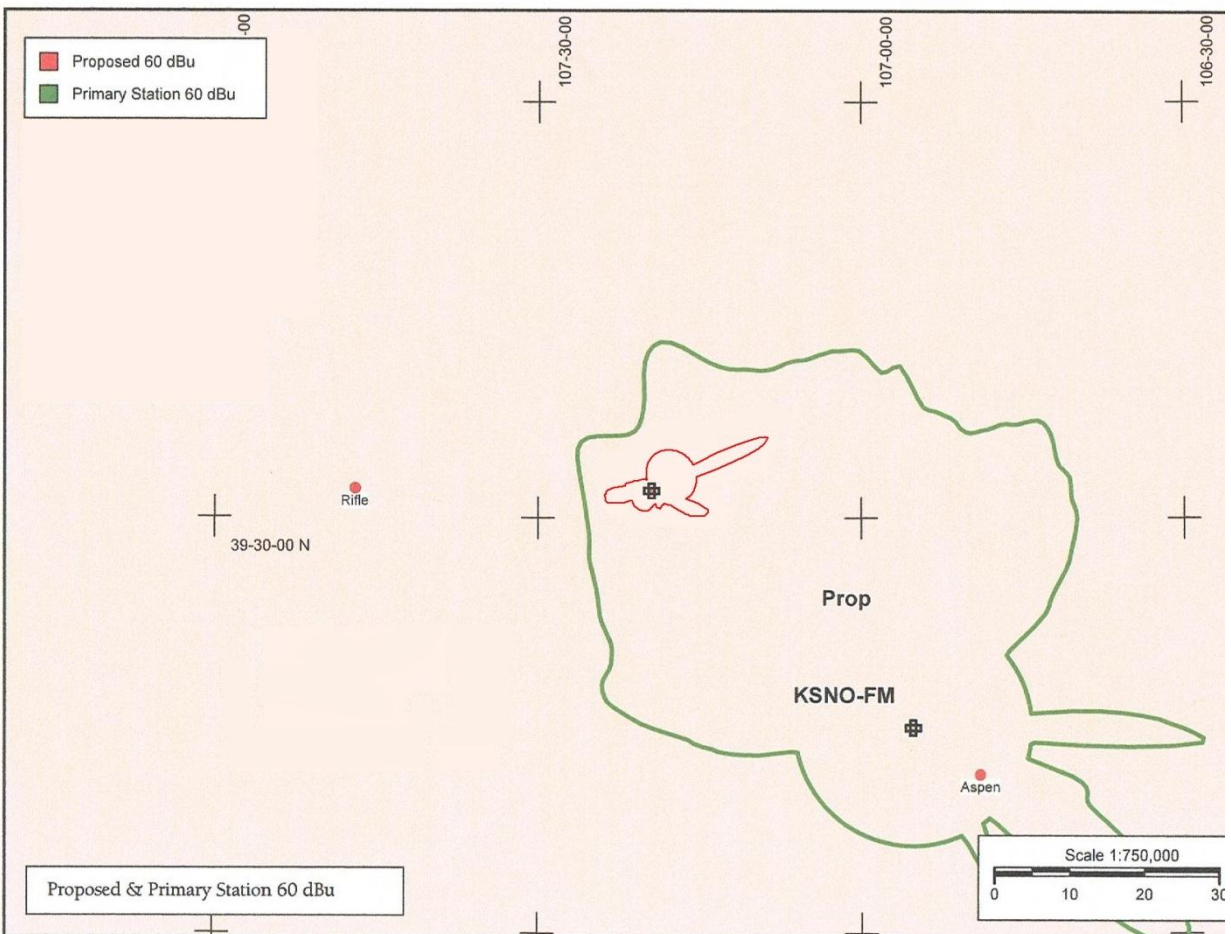 -00
107-30-00
107-00-00
106-30-00
Proposed 60 dBu
Primary Station 60 dBu
Rifle
39-30-00 N
Prop
KSNO-FM
Aspen
Scale 1:750,000
0 10 20 30
Proposed & Primary Station 60 dBu